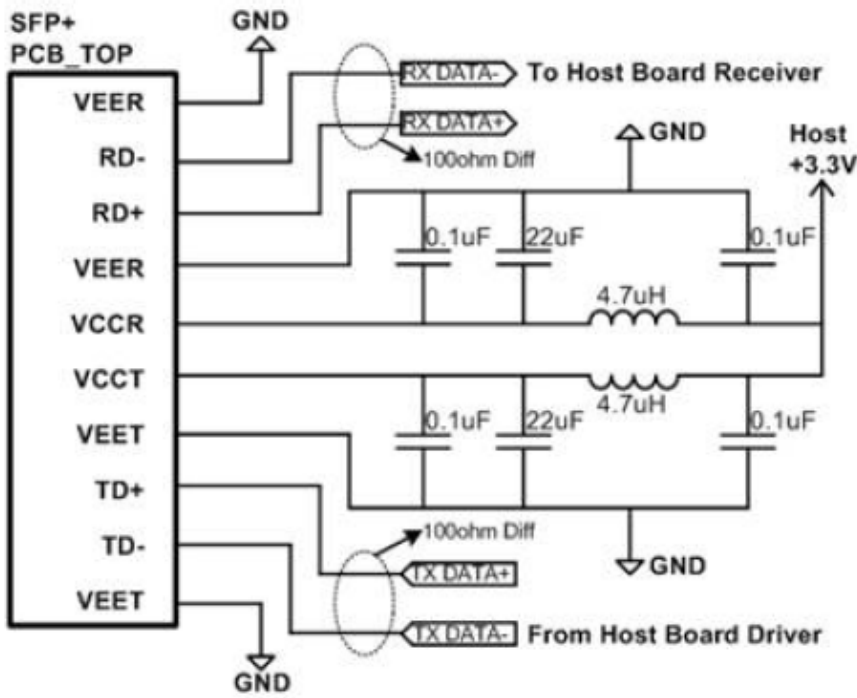 SFP+
PCB_TOP
GND
VEER
RX DATA- To Host Board Receiver
RD-
RX DATA+
GND
Host
+3.3V
100ohm Diff
RD+
VEER
0.1uF 22uF 0.1uF
4.7uH
VCCR
VCCT
4.7uH
0.1uF 22uF 0.1uF
VEET
TD+
100ohm Diff
TD-
TX DATA+
GND
VEET
TX DATA- From Host Board Driver
GND